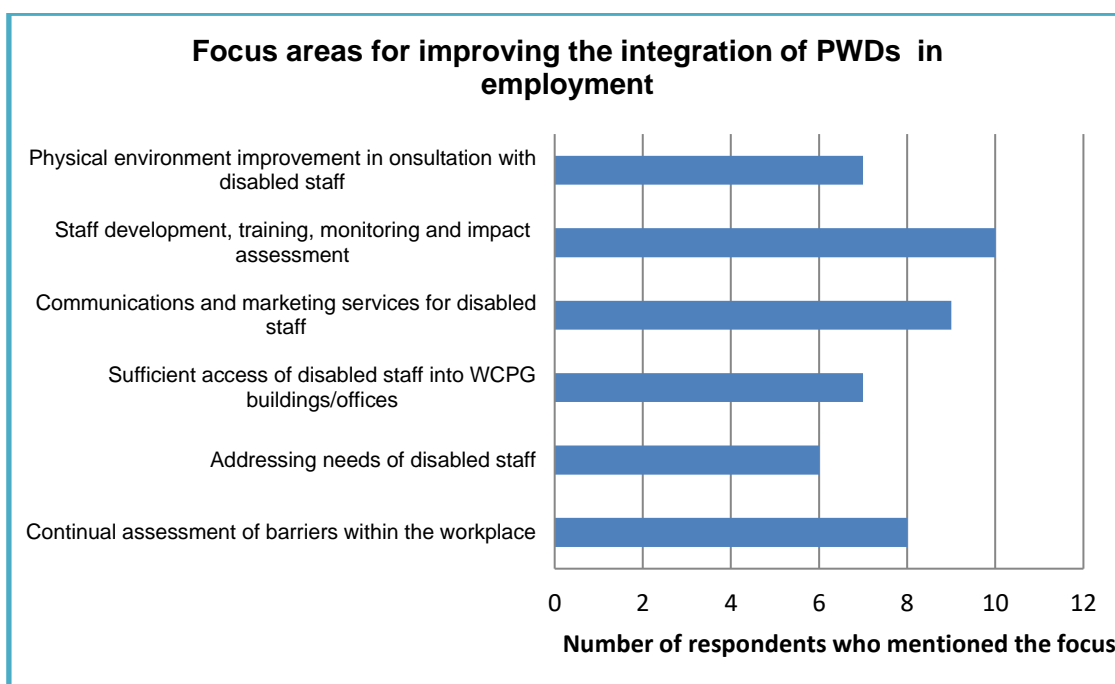 Focus areas for improving the integration of PWDs in
employment
Physical environment improvement in onsultation with
disabled staff
Staff development, training, monitoring and impact
assessment
Communications and marketing services for disabled
staff
Sufficient access of disabled staff into WCPG
buildings/offices
Addressing needs of disabled staff
Continual assessment of barriers within the workplace
0 2 4 6 8 10 12
Number of respondents who mentioned the focus